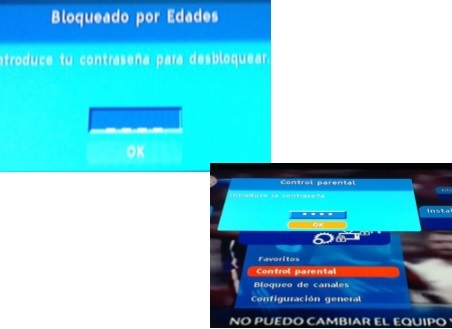 Bloqueado por Edades
ntroduce tu contraseña para desbloquear.
OK
Control parental
Introduce la contraseña
OK
Instal
Favoritos
Control parental
Bloqueo de canales
Configuración general
NO PUEDO CAMBIAR EL EQUIPO Y